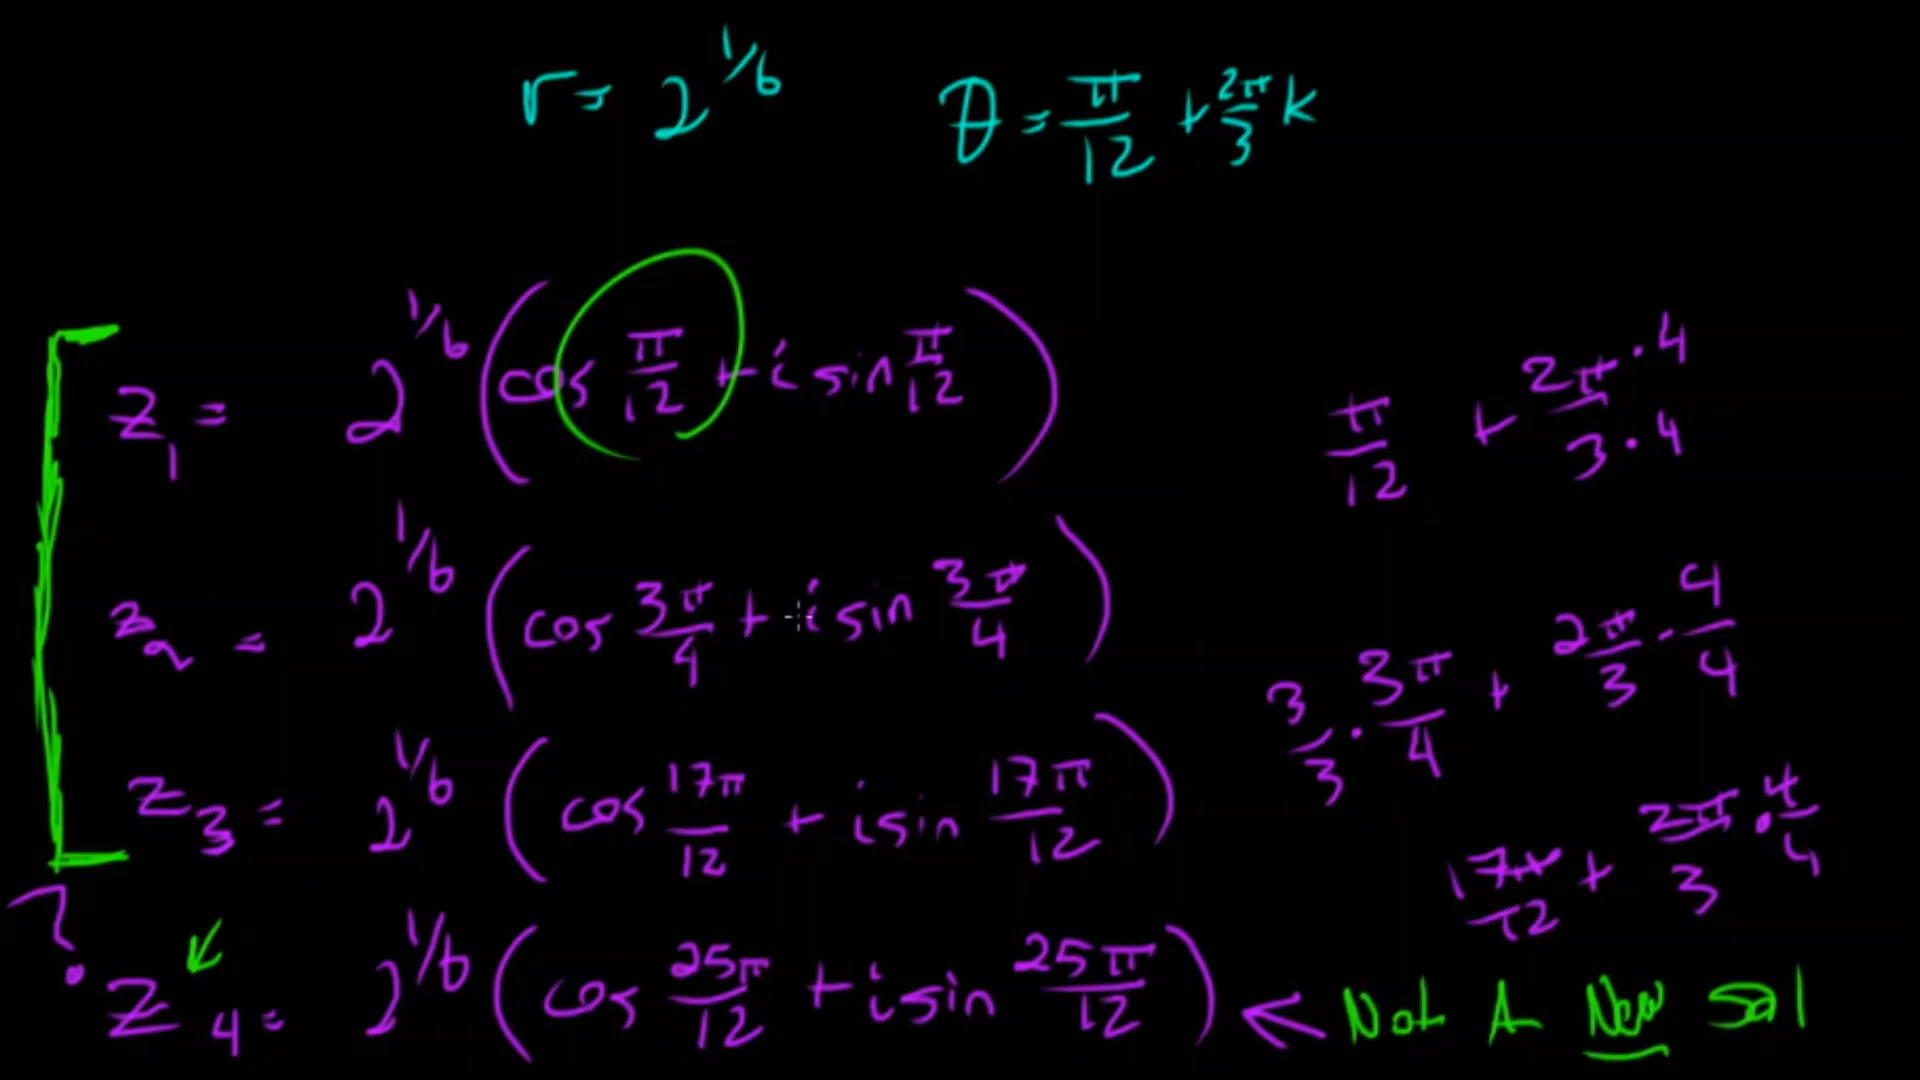 r = 2^{1/6} θ = π/12 + 2π/3 k
z₁ = 2^{1/6} (cos π/12 + i sin π/12)
π/12 + 2π·4/3·4
z₂ = 2^{1/6} (cos 3π/4 + i sin 3π/4)
3/3 · 3π/4 + 2π/3 · 4/4
z₃ = 2^{1/6} (cos 17π/12 + i sin 17π/12)
17π/12 + 2π/3 · 4/4
? z₄ = 2^{1/6} (cos 25π/12 + i sin 25π/12) ← Not A New Sol